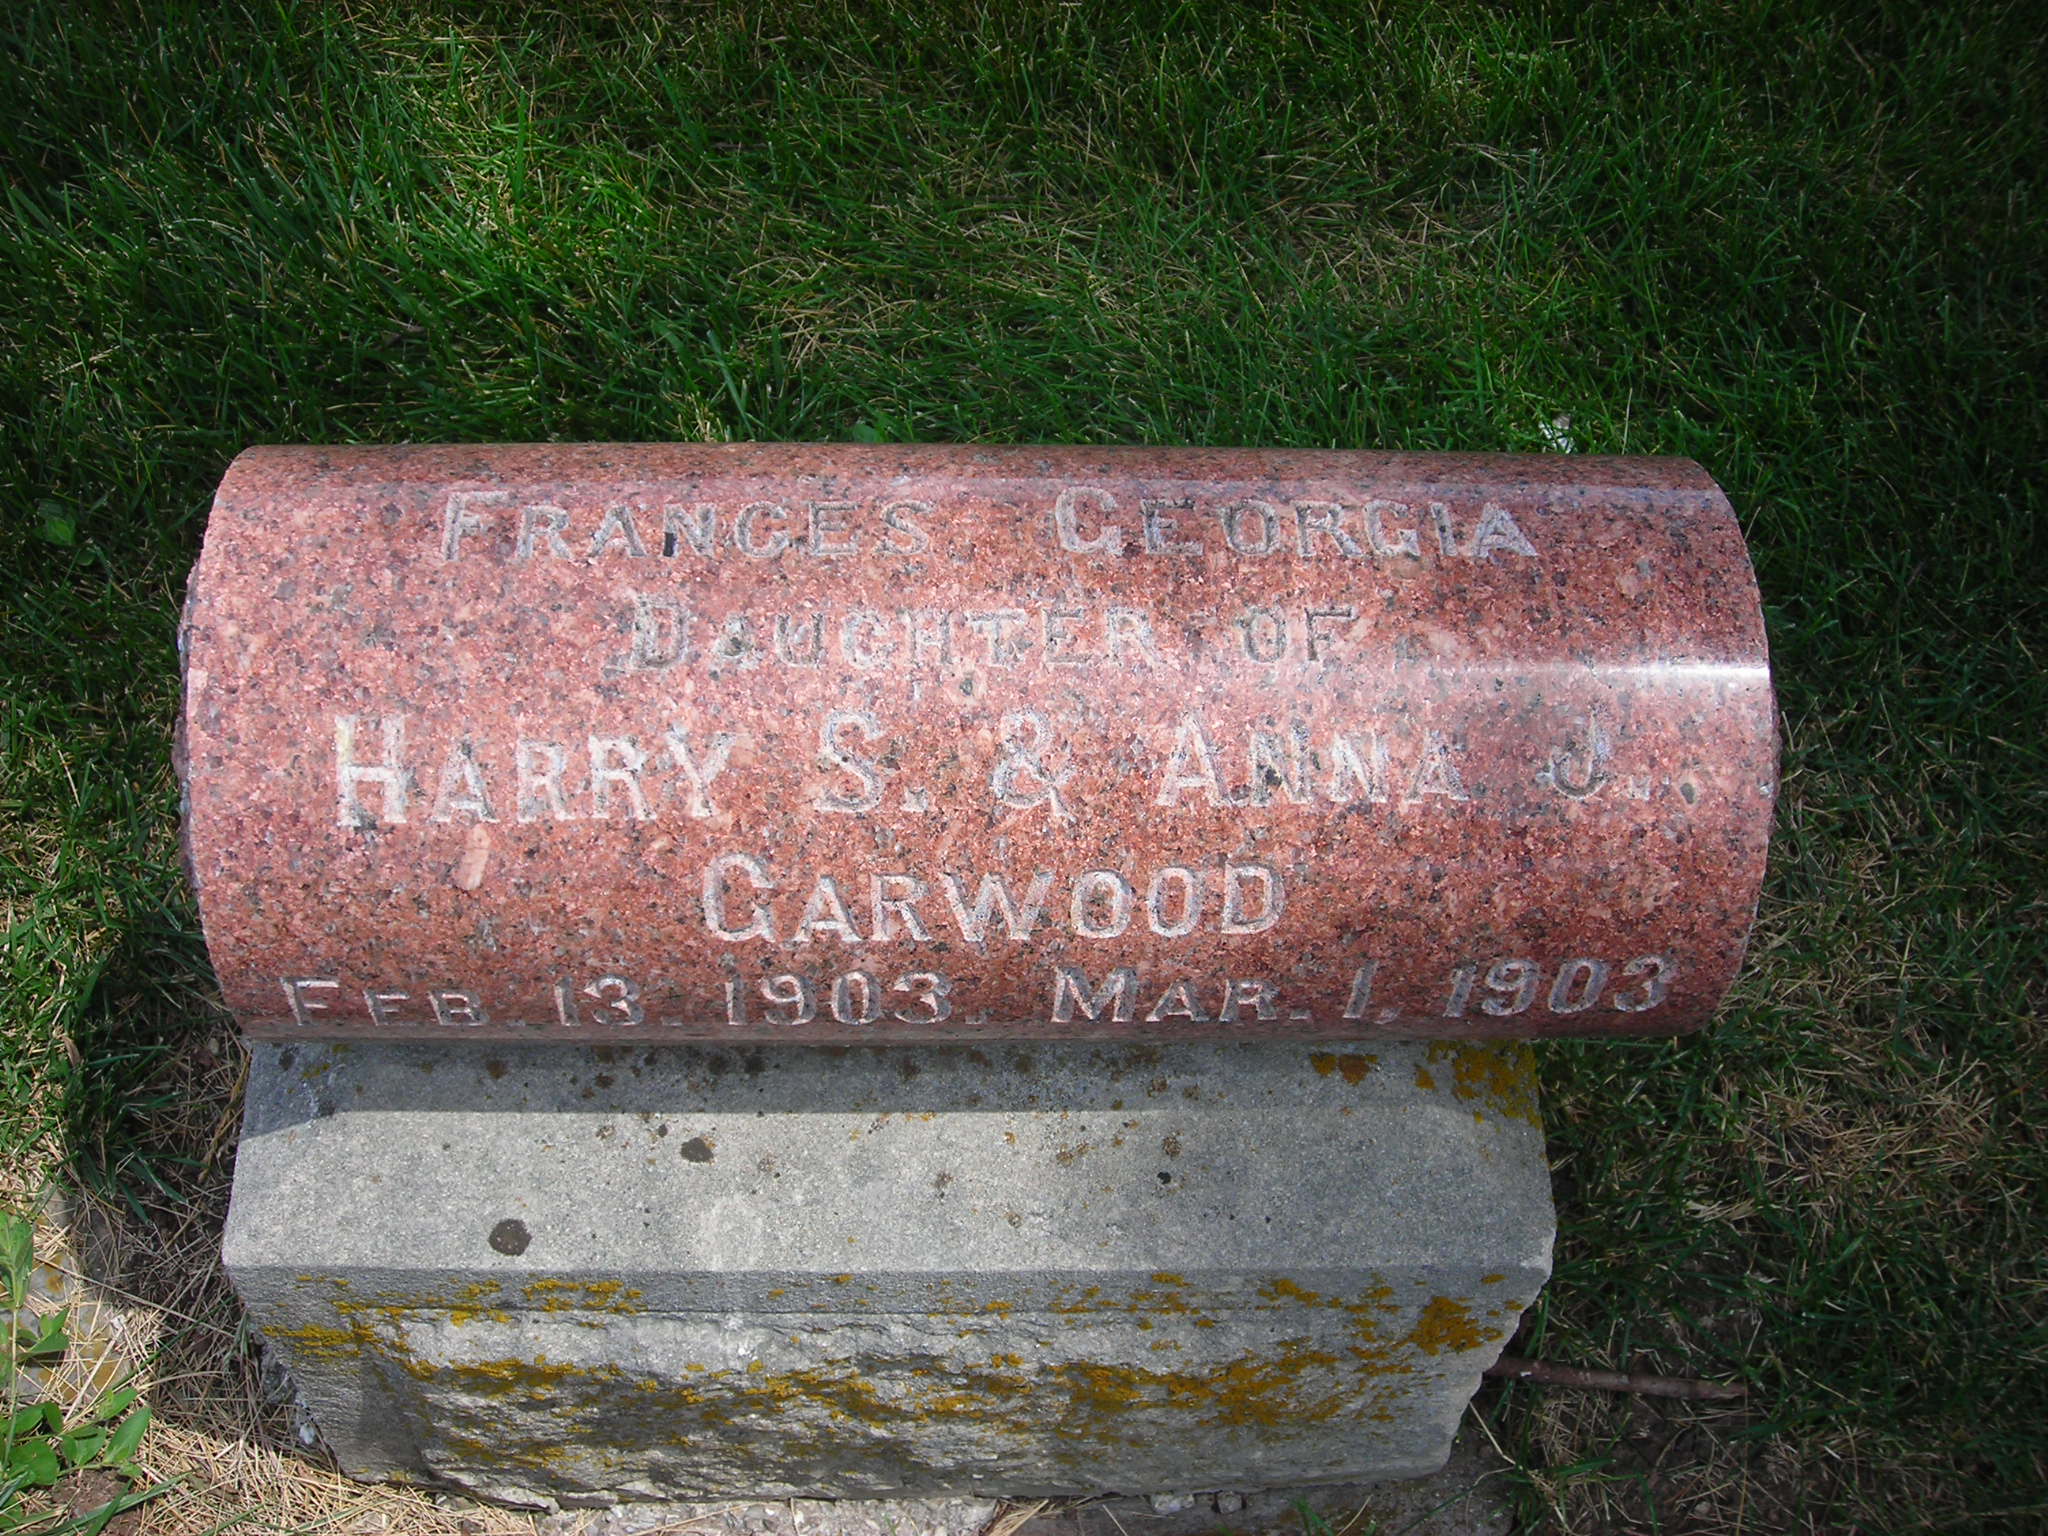 FRANCES GEORGIA
DAUGHTER OF
HARRY S. & ANNA J.
GARWOOD
FEB. 13. 1903. MAR. 1, 1903